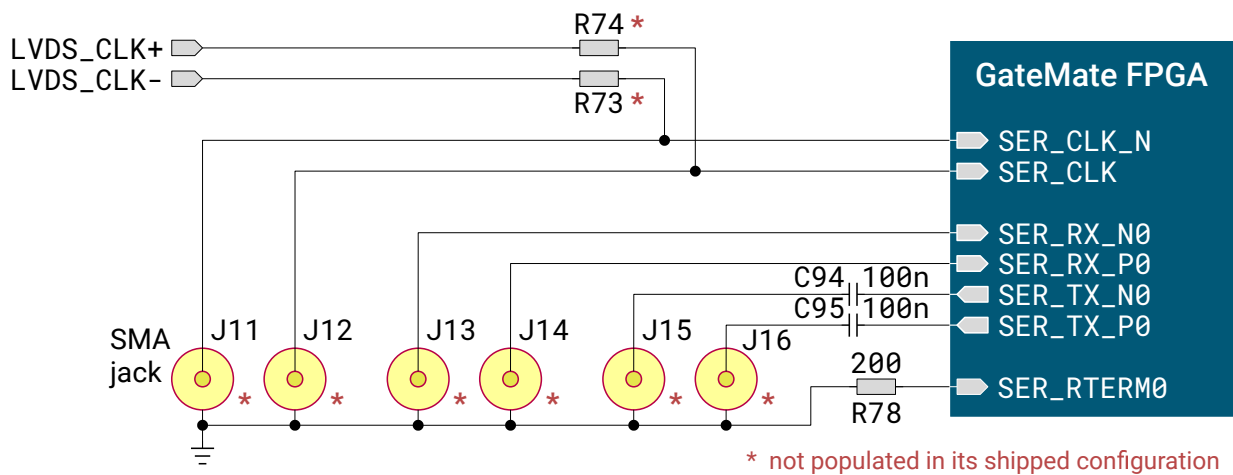 R74 *
LVDS_CLK+
LVDS_CLK-
R73 *
GateMate FPGA
SER_CLK_N
SER_CLK
SER_RX_N0
SER_RX_P0
C94 100n
SER_TX_N0
C95 100n
SER_TX_P0
SMA
jack
J11
J12
J13
J14
J15
J16
* * * * * *
200
R78
SER_RTERM0
* not populated in its shipped configuration